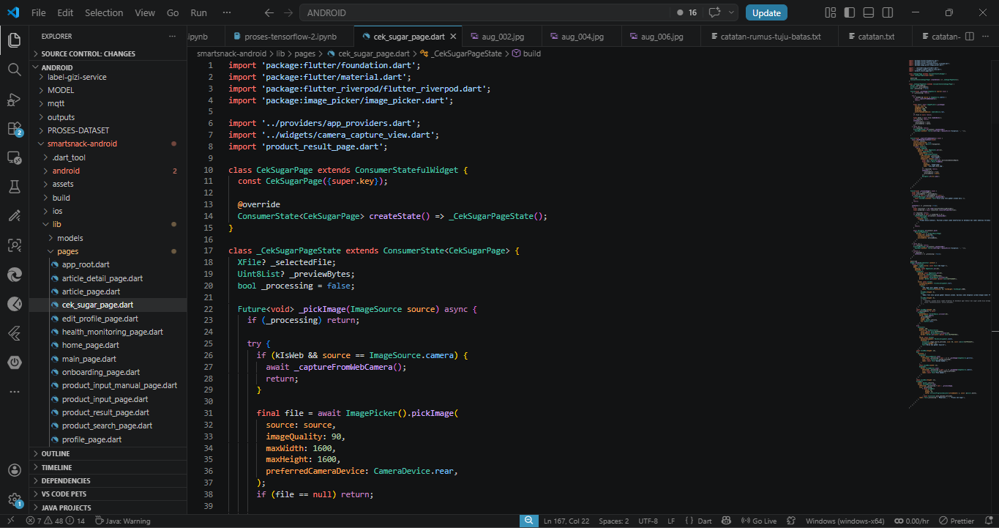 File Edit Selection View Go Run ··· ANDROID 16 Update
EXPLORER ···
.ipynb proses-tensorflow-2.ipynb cek_sugar_page.dart aug_002.jpg aug_004.jpg aug_006.jpg catatan-rumus-tuju-batas.txt catatan.txt catatan-
smartsnack-android > lib > pages > cek_sugar_page.dart > _CekSugarPageState > build
SOURCE CONTROL: CHANGES
ANDROID
label-gizi-service
MODEL
mqtt
outputs
PROSES-DATASET
smartsnack-android
.dart_tool
android 2
assets
build
ios
lib
models
pages
app_root.dart
article_detail_page.dart
article_page.dart
cek_sugar_page.dart
edit_profile_page.dart
health_monitoring_page.dart
home_page.dart
main_page.dart
onboarding_page.dart
product_input_manual_page.dart
product_input_page.dart
product_result_page.dart
product_search_page.dart
profile_page.dart
OUTLINE
TIMELINE
DEPENDENCIES
VS CODE PETS
JAVA PROJECTS
2
1
1 import 'package:flutter/foundation.dart';
2 import 'package:flutter/material.dart';
3 import 'package:flutter_riverpod/flutter_riverpod.dart';
4 import 'package:image_picker/image_picker.dart';
5
6 import '../providers/app_providers.dart';
7 import '../widgets/camera_capture_view.dart';
8 import 'product_result_page.dart';
9
10 class CekSugarPage extends ConsumerStatefulWidget {
11 const CekSugarPage({super.key});
12
13 @override
14 ConsumerState<CekSugarPage> createState() => _CekSugarPageState();
15 }
16
17 class _CekSugarPageState extends ConsumerState<CekSugarPage> {
18 XFile? _selectedFile;
19 Uint8List? _previewBytes;
20 bool _processing = false;
21
22 Future<void> _pickImage(ImageSource source) async {
23 if (_processing) return;
24
25 try {
26 if (kIsWeb && source == ImageSource.camera) {
27 await _captureFromWebCamera();
28 return;
29 }
30
31 final file = await ImagePicker().pickImage(
32 source: source,
33 imageQuality: 90,
34 maxWidth: 1600,
35 maxHeight: 1600,
36 preferredCameraDevice: CameraDevice.rear,
37 );
38 if (file == null) return;
39
7 48 14 Java: Warning Ln 167, Col 22 Spaces: 2 UTF-8 LF { } Dart Go Live Windows (windows-x64) 0.00/hr Prettier